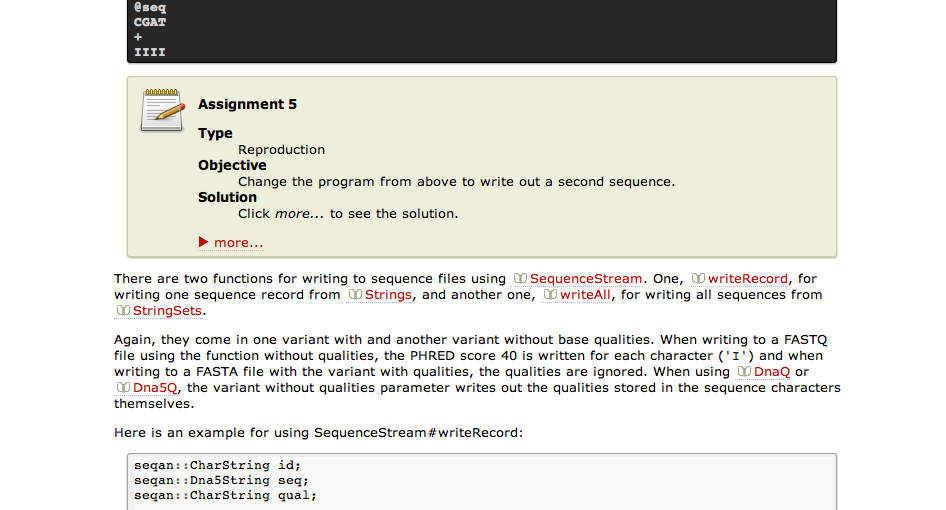 @seq
CGAT
+
IIII
Assignment 5
Type
Reproduction
Objective
Change the program from above to write out a second sequence.
Solution
Click more... to see the solution.
more...
There are two functions for writing to sequence files using SequenceStream. One, writeRecord, for
writing one sequence record from Strings, and another one, writeAll, for writing all sequences from
StringSets.
Again, they come in one variant with and another variant without base qualities. When writing to a FASTQ
file using the function without qualities, the PHRED score 40 is written for each character ('I') and when
writing to a FASTA file with the variant with qualities, the qualities are ignored. When using DnaQ or
Dna5Q, the variant without qualities parameter writes out the qualities stored in the sequence characters
themselves.
Here is an example for using SequenceStream#writeRecord:
seqan::CharString id;
seqan::Dna5String seq;
seqan::CharString qual;